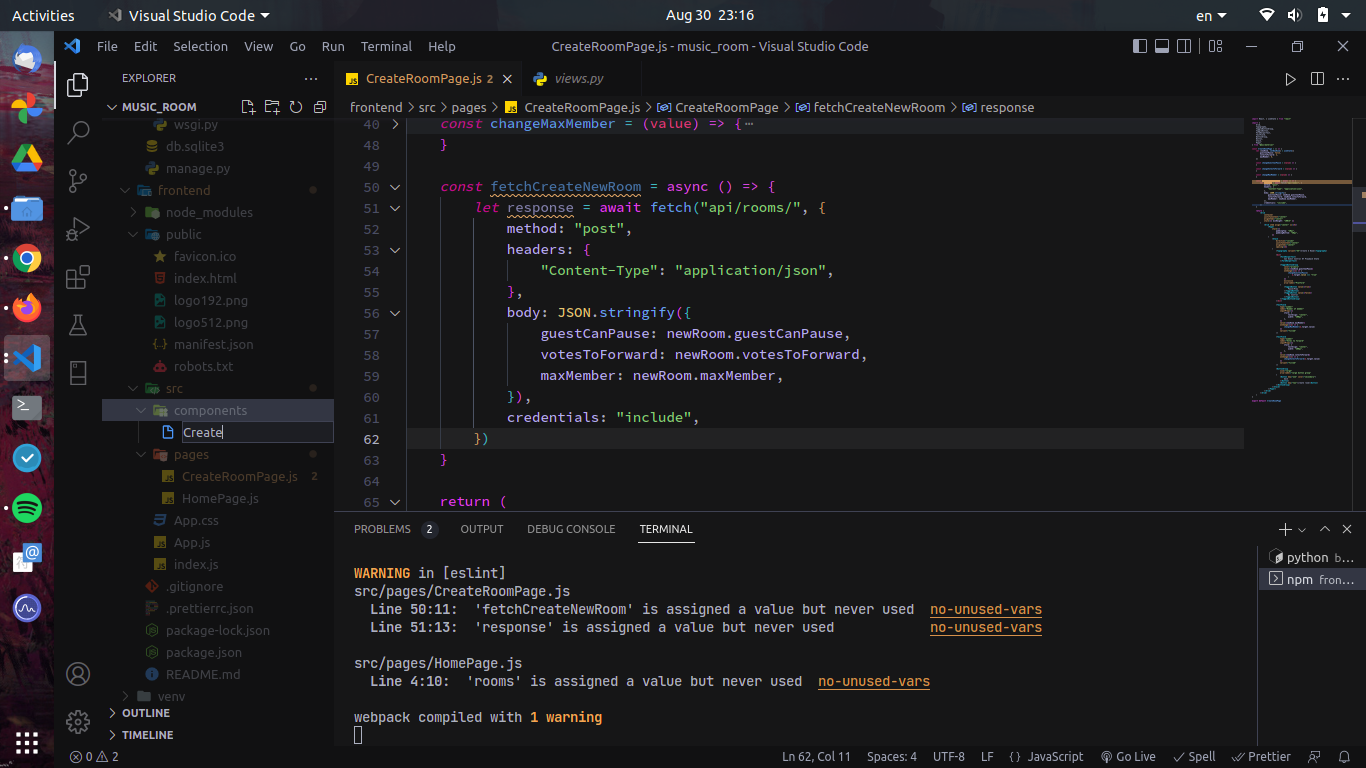 Activities
Visual Studio Code
Aug 30 23:16
en
File Edit Selection View Go Run Terminal Help
CreateRoomPage.js - music_room - Visual Studio Code
EXPLORER
MUSIC_ROOM
wsgi.py
db.sqlite3
manage.py
frontend
node_modules
public
favicon.ico
index.html
logo192.png
logo512.png
manifest.json
robots.txt
src
components
Create
pages
CreateRoomPage.js 2
HomePage.js
App.css
App.js
index.js
.gitignore
.prettierrc.json
package-lock.json
package.json
README.md
venv
OUTLINE
TIMELINE
CreateRoomPage.js 2
views.py
frontend > src > pages > CreateRoomPage.js > CreateRoomPage > fetchCreateNewRoom > response
40 const changeMaxMember = (value) => {
48 }
49
50 const fetchCreateNewRoom = async () => {
51 let response = await fetch("api/rooms/", {
52 method: "post",
53 headers: {
54 "Content-Type": "application/json",
55 },
56 body: JSON.stringify({
57 guestCanPause: newRoom.guestCanPause,
58 votesToForward: newRoom.votesToForward,
59 maxMember: newRoom.maxMember,
60 }),
61 credentials: "include",
62 })
63 }
64
65 return (
PROBLEMS 2 OUTPUT DEBUG CONSOLE TERMINAL
WARNING in [eslint]
src/pages/CreateRoomPage.js
Line 50:11: 'fetchCreateNewRoom' is assigned a value but never used no-unused-vars
Line 51:13: 'response' is assigned a value but never used no-unused-vars
src/pages/HomePage.js
Line 4:10: 'rooms' is assigned a value but never used no-unused-vars
webpack compiled with 1 warning
python b...
npm fron...
0 2
Ln 62, Col 11 Spaces: 4 UTF-8 LF {} JavaScript Go Live Spell Prettier